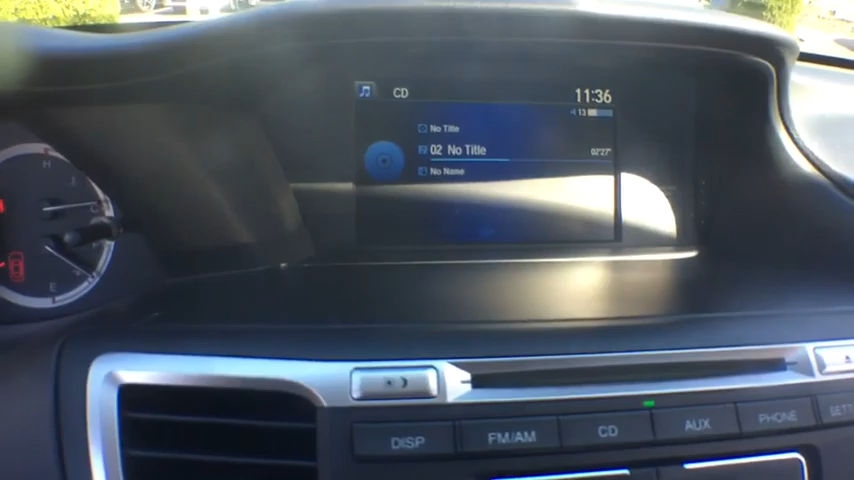 CD
11:36
13
No Title
02 No Title
02'27"
No Name
H
C
E
DISP
FM/AM
CD
AUX
PHONE
SETT